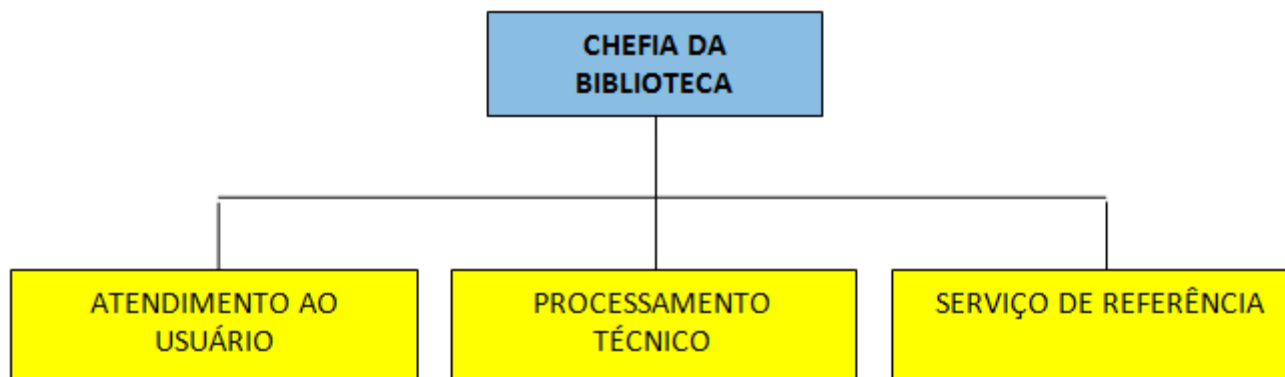 CHEFIA DA
BIBLIOTECA
ATENDIMENTO AO
USUÁRIO
PROCESSAMENTO
TÉCNICO
SERVIÇO DE REFERÊNCIA